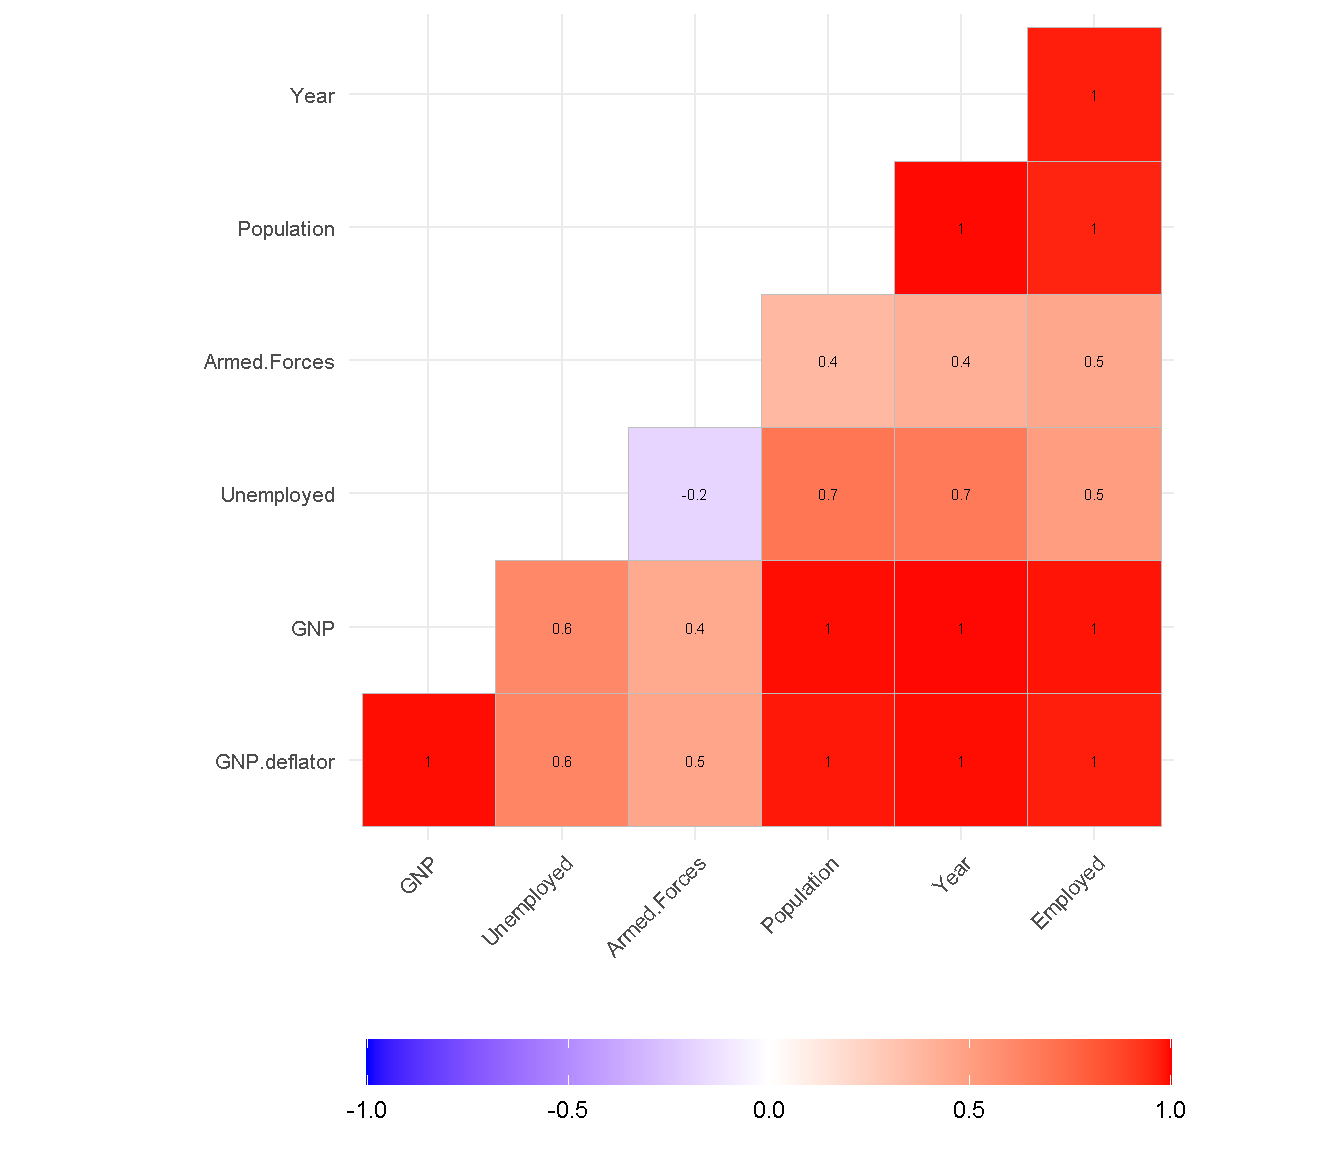 Year
1
Population
1 1
Armed.Forces
0.4 0.4 0.5
Unemployed
-0.2 0.7 0.7 0.5
GNP
0.6 0.4 1 1 1
GNP.deflator
1 0.6 0.5 1 1 1
GNP
Unemployed
Armed.Forces
Population
Year
Employed
-1.0 -0.5 0.0 0.5 1.0